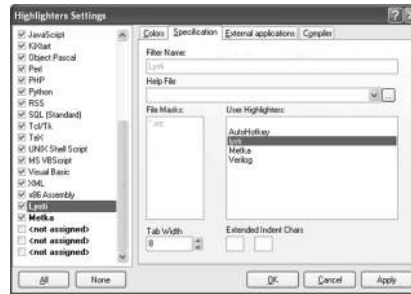 Highlighters Settings
JavaScript
KiXtart
Object Pascal
Perl
PHP
Python
RSS
SQL (Standard)
Tcl/Tk
TeX
UNIX Shell Script
MS VBScript
Visual Basic
XML
x86 Assembly
Lyoti
Metka
<not assigned>
<not assigned>
<not assigned>
All
None
Colors
Specification
External applications
Compiler
Filter Name:
Lyoti
Help File
...
File Masks:
User Highlighters:
AutoHotkey
lyoti
Metka
Verilog
Tab Width
8
Extended Indent Chars
OK
Cancel
Apply